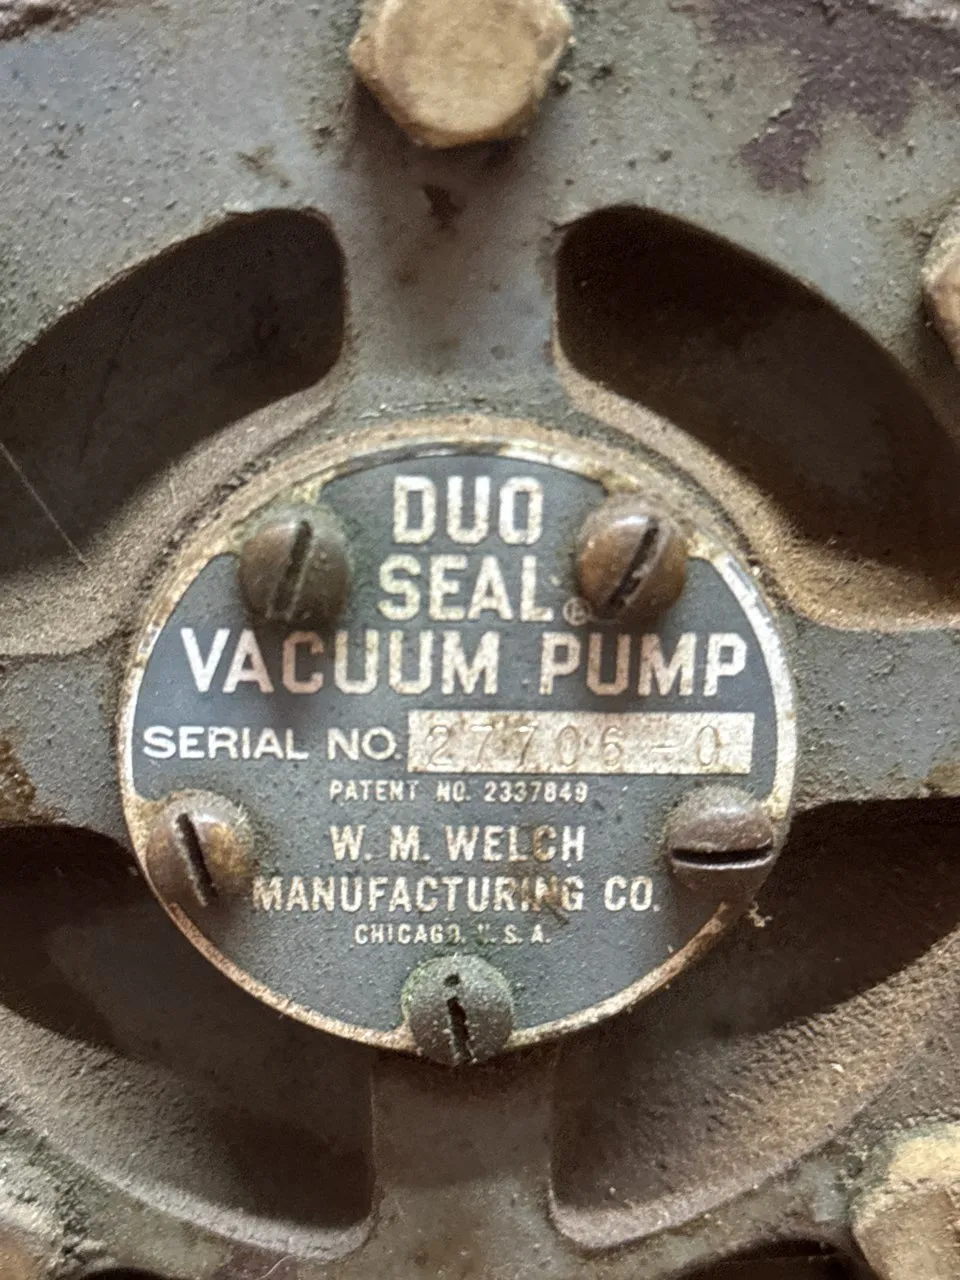 DUO
SEAL®
VACUUM PUMP
SERIAL NO. 27706-0
PATENT NO. 2337849
W. M. WELCH
MANUFACTURING CO.
CHICAGO, U.S.A.